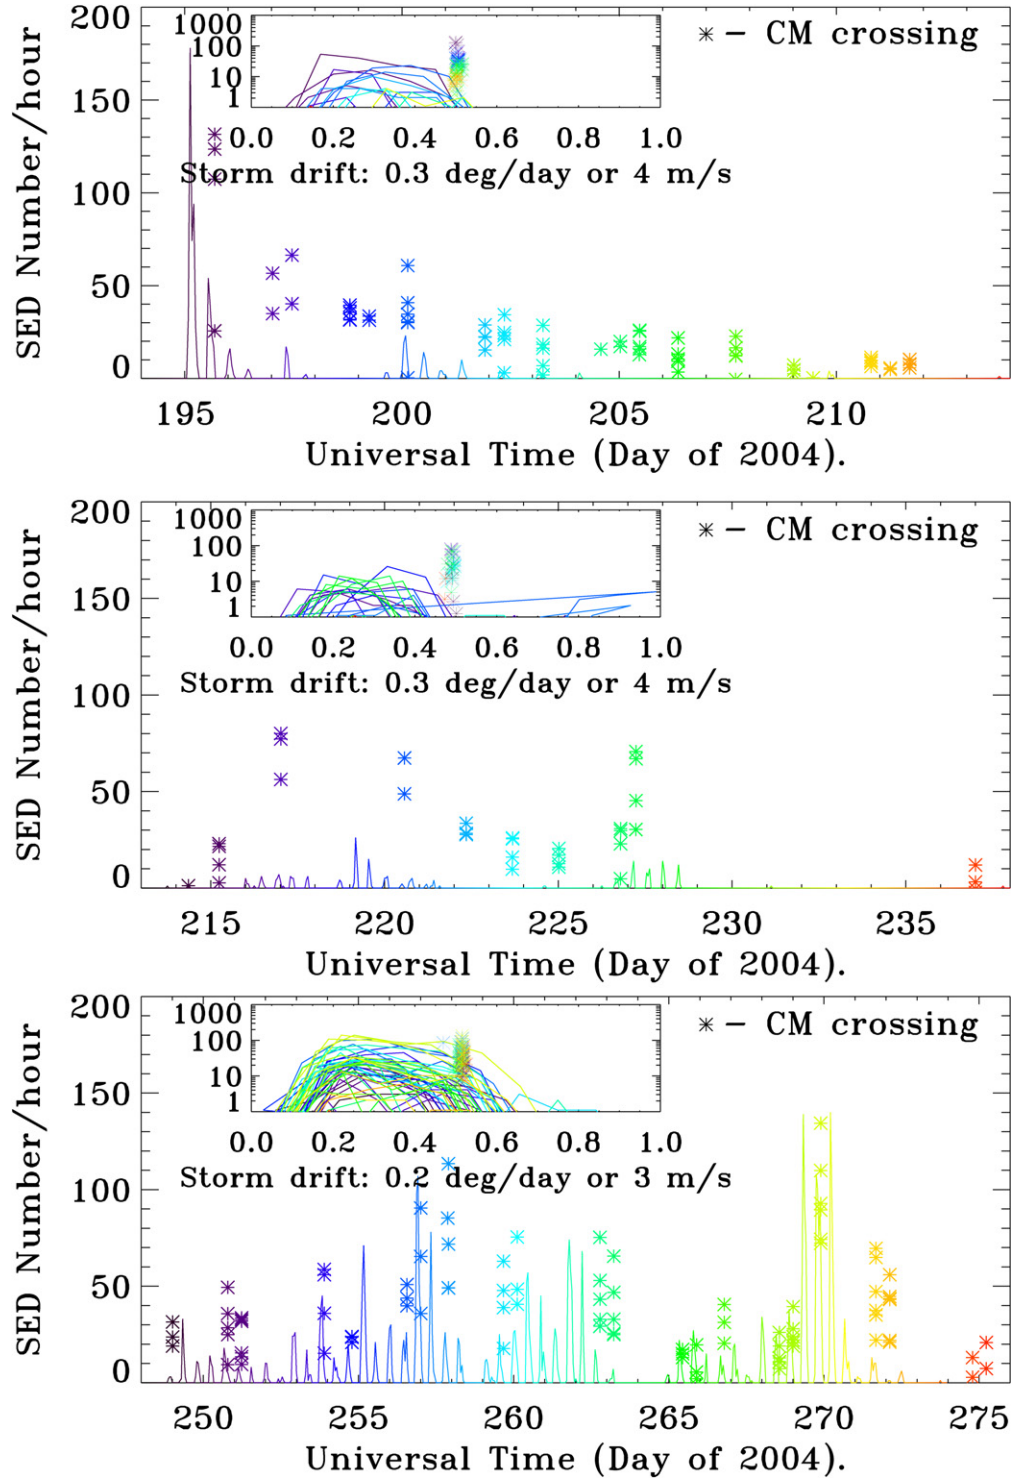 200
150
100
50
0
SED Number/hour
1000
100
10
1
0.0 0.2 0.4 0.6 0.8 1.0
Storm drift: 0.3 deg/day or 4 m/s
* – CM crossing
195 200 205 210
Universal Time (Day of 2004).
200
150
100
50
0
SED Number/hour
1000
100
10
1
0.0 0.2 0.4 0.6 0.8 1.0
Storm drift: 0.3 deg/day or 4 m/s
* – CM crossing
215 220 225 230 235
Universal Time (Day of 2004).
200
150
100
50
0
SED Number/hour
1000
100
10
1
0.0 0.2 0.4 0.6 0.8 1.0
Storm drift: 0.2 deg/day or 3 m/s
* – CM crossing
250 255 260 265 270 275
Universal Time (Day of 2004).